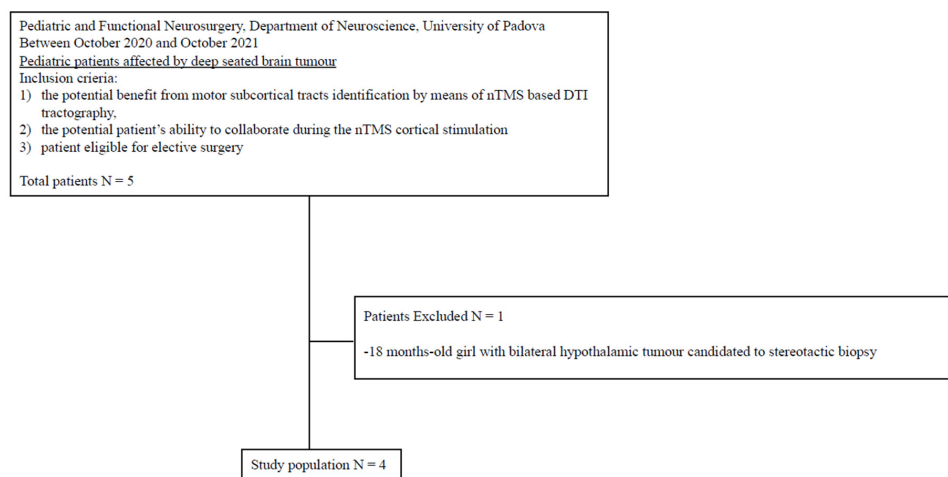 Pediatric and Functional Neurosurgery, Department of Neuroscience, University of Padova
Between October 2020 and October 2021
Pediatric patients affected by deep seated brain tumour
Inclusion crieria:
1) the potential benefit from motor subcortical tracts identification by means of nTMS based DTI
tractography,
2) the potential patient's ability to collaborate during the nTMS cortical stimulation
3) patient eligible for elective surgery
Total patients N = 5
Patients Excluded N = 1
-18 months-old girl with bilateral hypothalamic tumour candidated to stereotactic biopsy
Study population N = 4